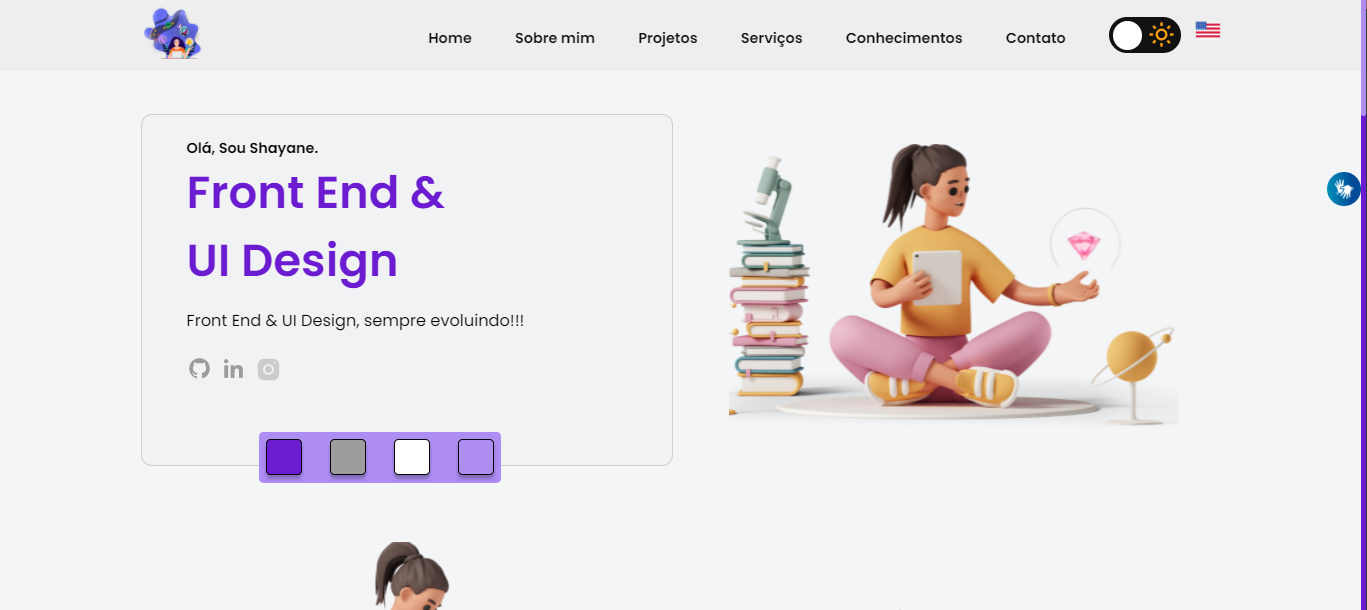 Home
Sobre mim
Projetos
Serviços
Conhecimentos
Contato
Olá, Sou Shayane.
Front End &
UI Design
Front End & UI Design, sempre evoluindo!!!
in